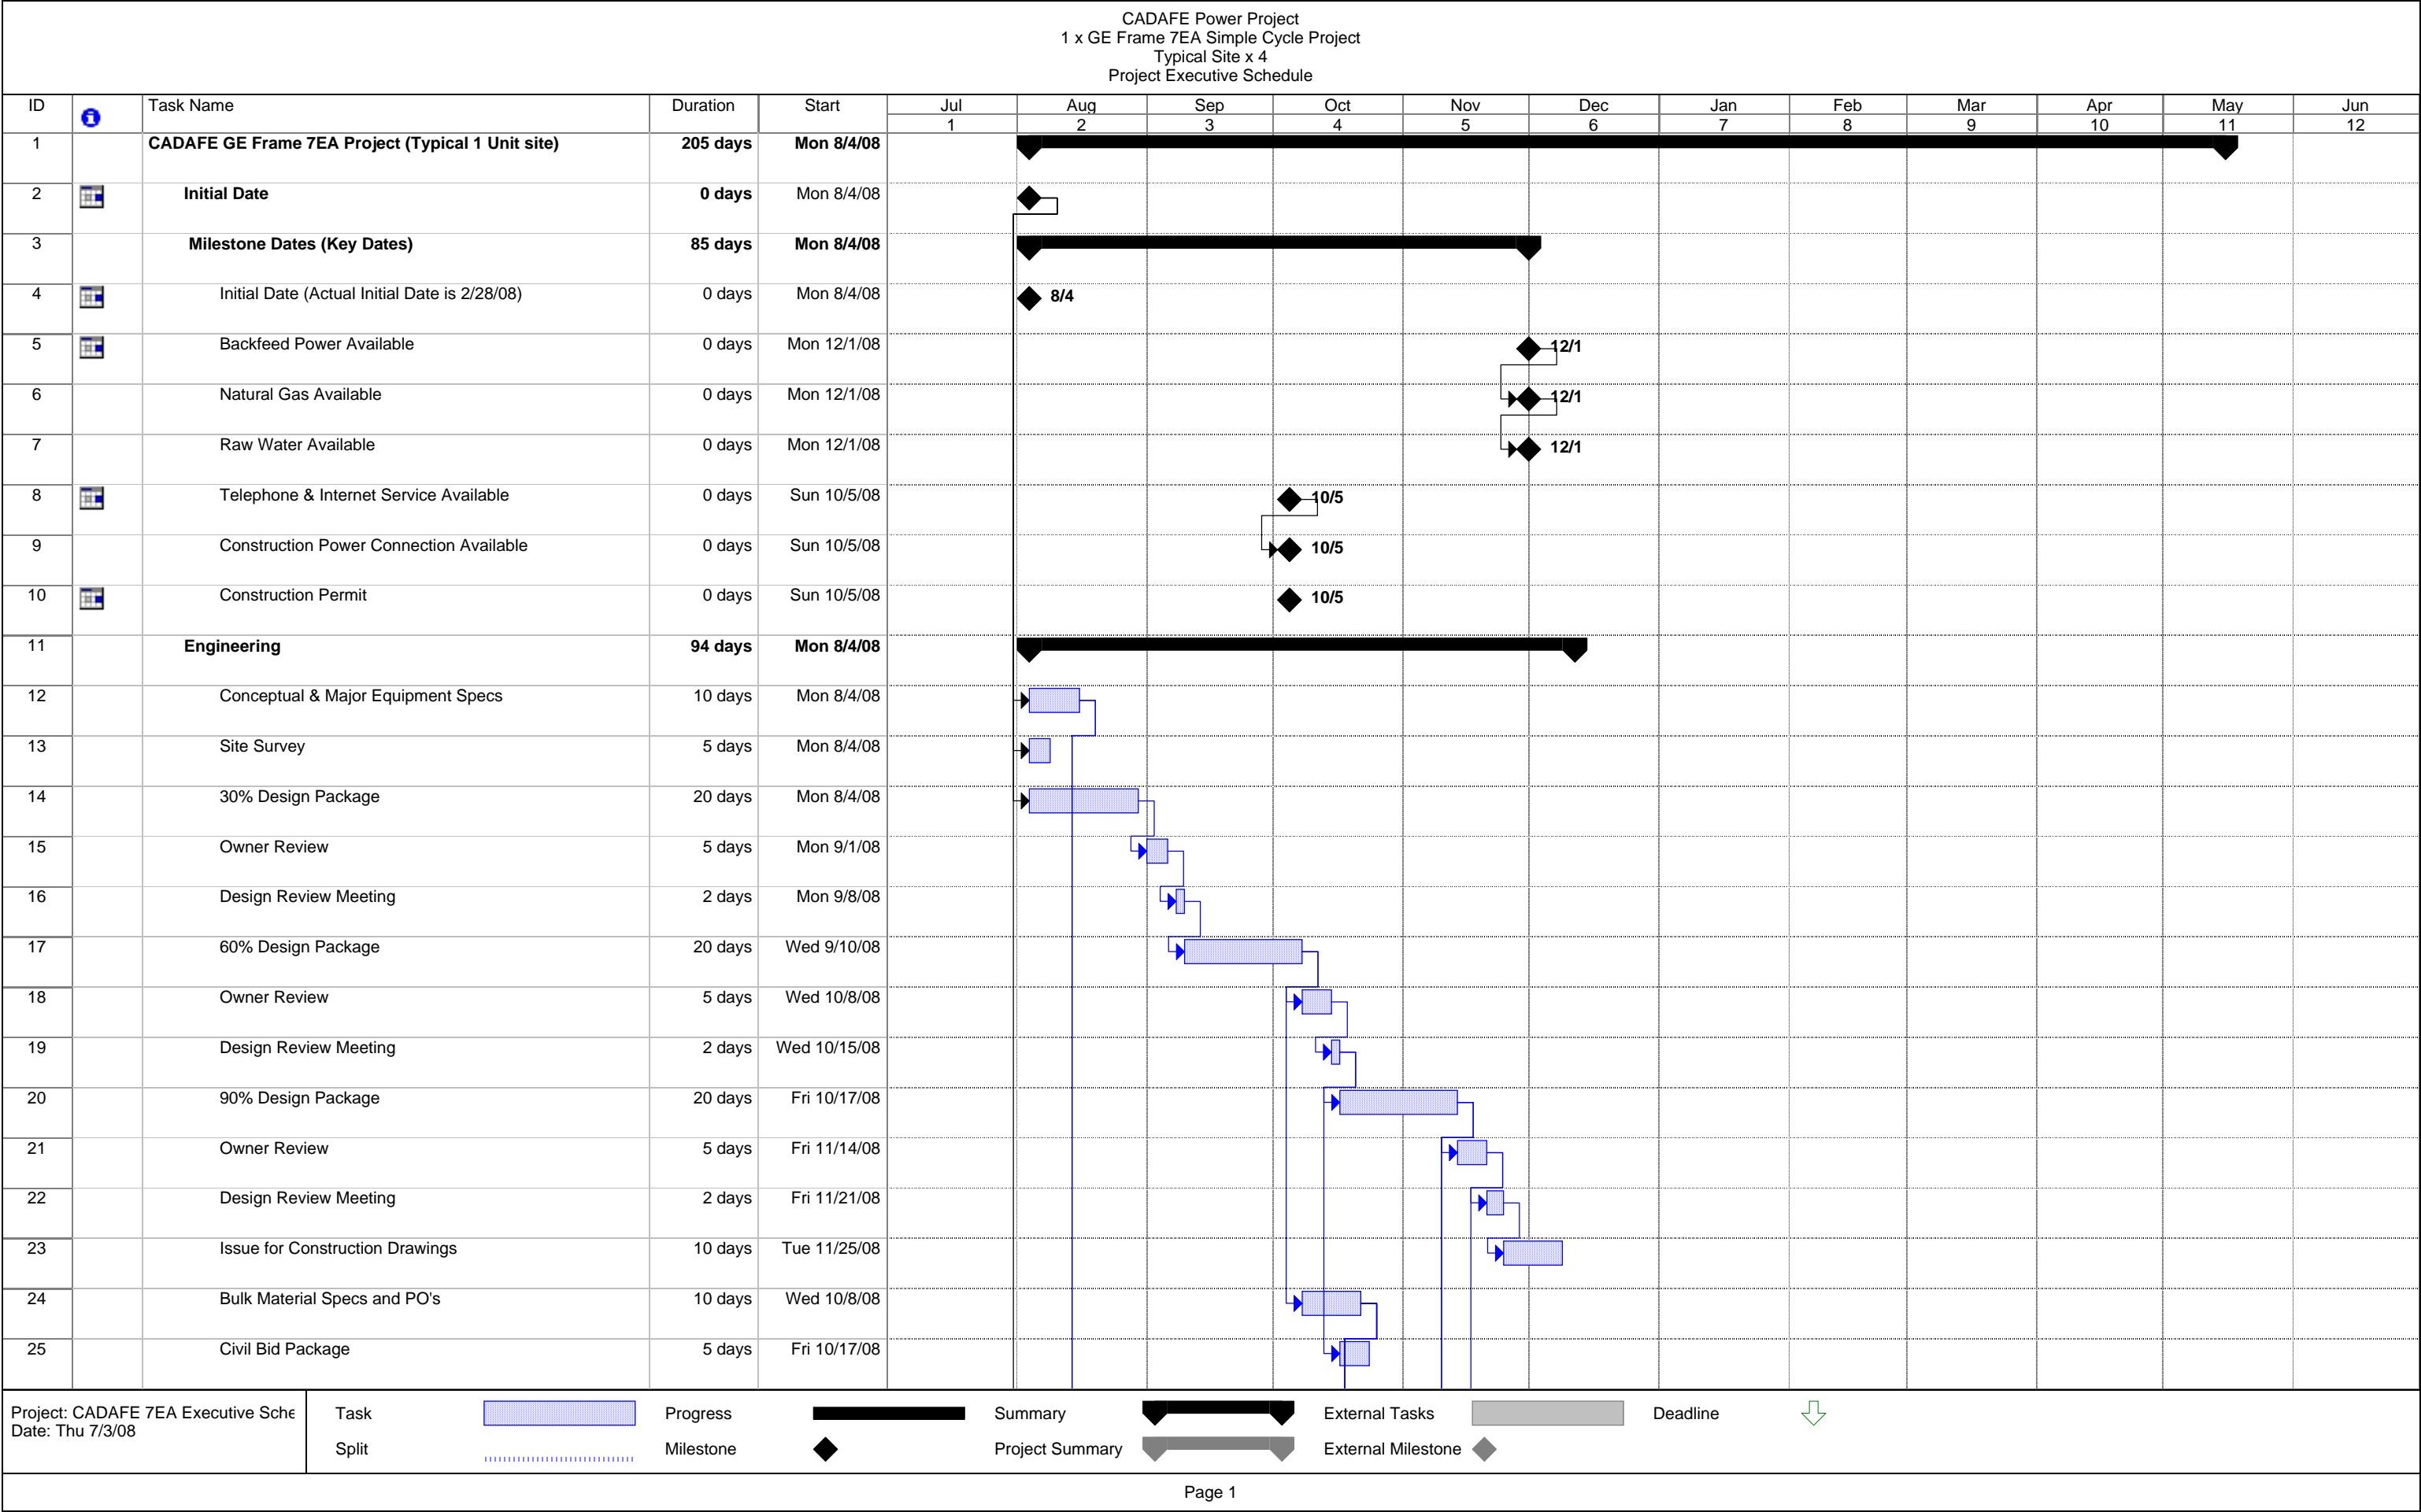 CADAFE Power Project
1 x GE Frame 7EA Simple Cycle Project
Typical Site x 4
Project Executive Schedule
ID Task Name Duration Start Jul Aug Sep Oct Nov Dec Jan Feb Mar Apr May Jun
1 2 3 4 5 6 7 8 9 10 11 12
1 CADAFE GE Frame 7EA Project (Typical 1 Unit site) 205 days Mon 8/4/08
2 Initial Date 0 days Mon 8/4/08
3 Milestone Dates (Key Dates) 85 days Mon 8/4/08
4 Initial Date (Actual Initial Date is 2/28/08) 0 days Mon 8/4/08 8/4
5 Backfeed Power Available 0 days Mon 12/1/08 12/1
6 Natural Gas Available 0 days Mon 12/1/08 12/1
7 Raw Water Available 0 days Mon 12/1/08 12/1
8 Telephone & Internet Service Available 0 days Sun 10/5/08 10/5
9 Construction Power Connection Available 0 days Sun 10/5/08 10/5
10 Construction Permit 0 days Sun 10/5/08 10/5
11 Engineering 94 days Mon 8/4/08
12 Conceptual & Major Equipment Specs 10 days Mon 8/4/08
13 Site Survey 5 days Mon 8/4/08
14 30% Design Package 20 days Mon 8/4/08
15 Owner Review 5 days Mon 9/1/08
16 Design Review Meeting 2 days Mon 9/8/08
17 60% Design Package 20 days Wed 9/10/08
18 Owner Review 5 days Wed 10/8/08
19 Design Review Meeting 2 days Wed 10/15/08
20 90% Design Package 20 days Fri 10/17/08
21 Owner Review 5 days Fri 11/14/08
22 Design Review Meeting 2 days Fri 11/21/08
23 Issue for Construction Drawings 10 days Tue 11/25/08
24 Bulk Material Specs and PO's 10 days Wed 10/8/08
25 Civil Bid Package 5 days Fri 10/17/08
Project: CADAFE 7EA Executive Sche
Date: Thu 7/3/08
Task Progress Summary External Tasks Deadline
Split Milestone Project Summary External Milestone
Page 1